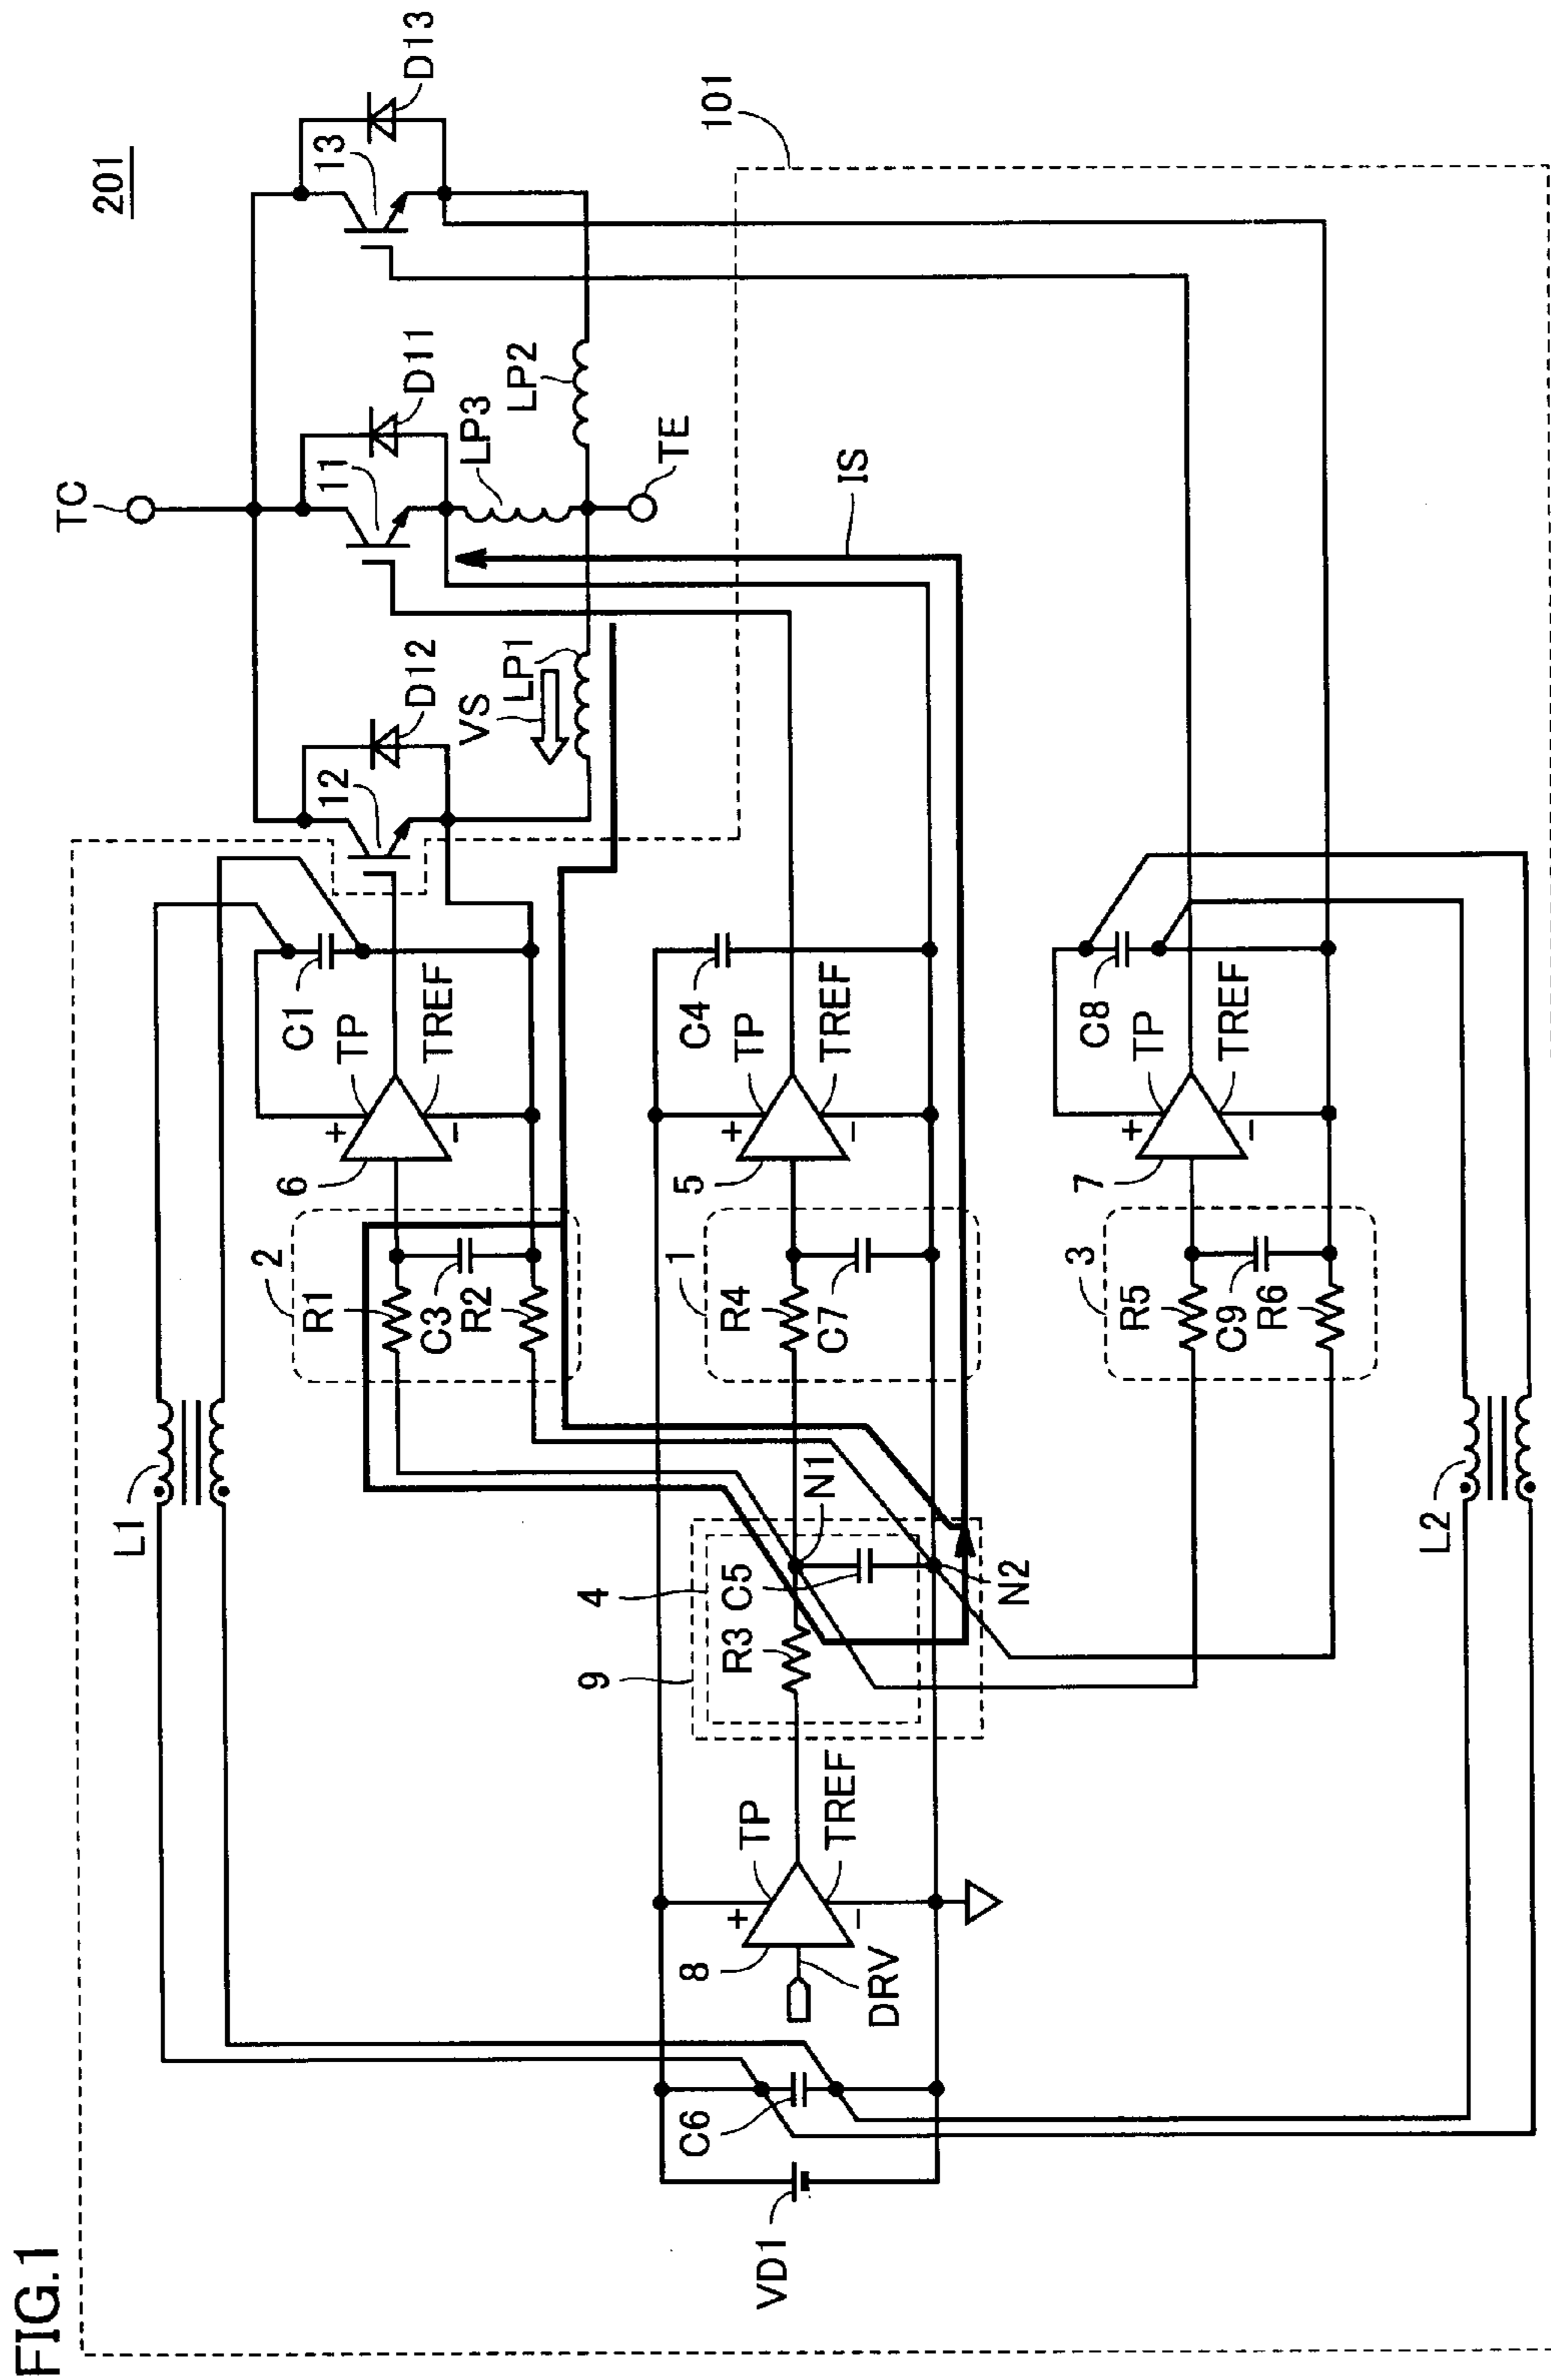 FIG.1
201
TC
D12
D11
D13
12
11
13
VS
LP1
LP3
LP2
TE
IS
101
L1
2
R1
C3
R2
6
+
−
TP
TREF
C1
VD1
C6
8
DRV
+
−
TP
TREF
9
4
R3
C5
N1
N2
1
R4
C7
5
+
−
TP
TREF
C4
3
R5
C9
R6
7
+
−
TP
TREF
C8
L2